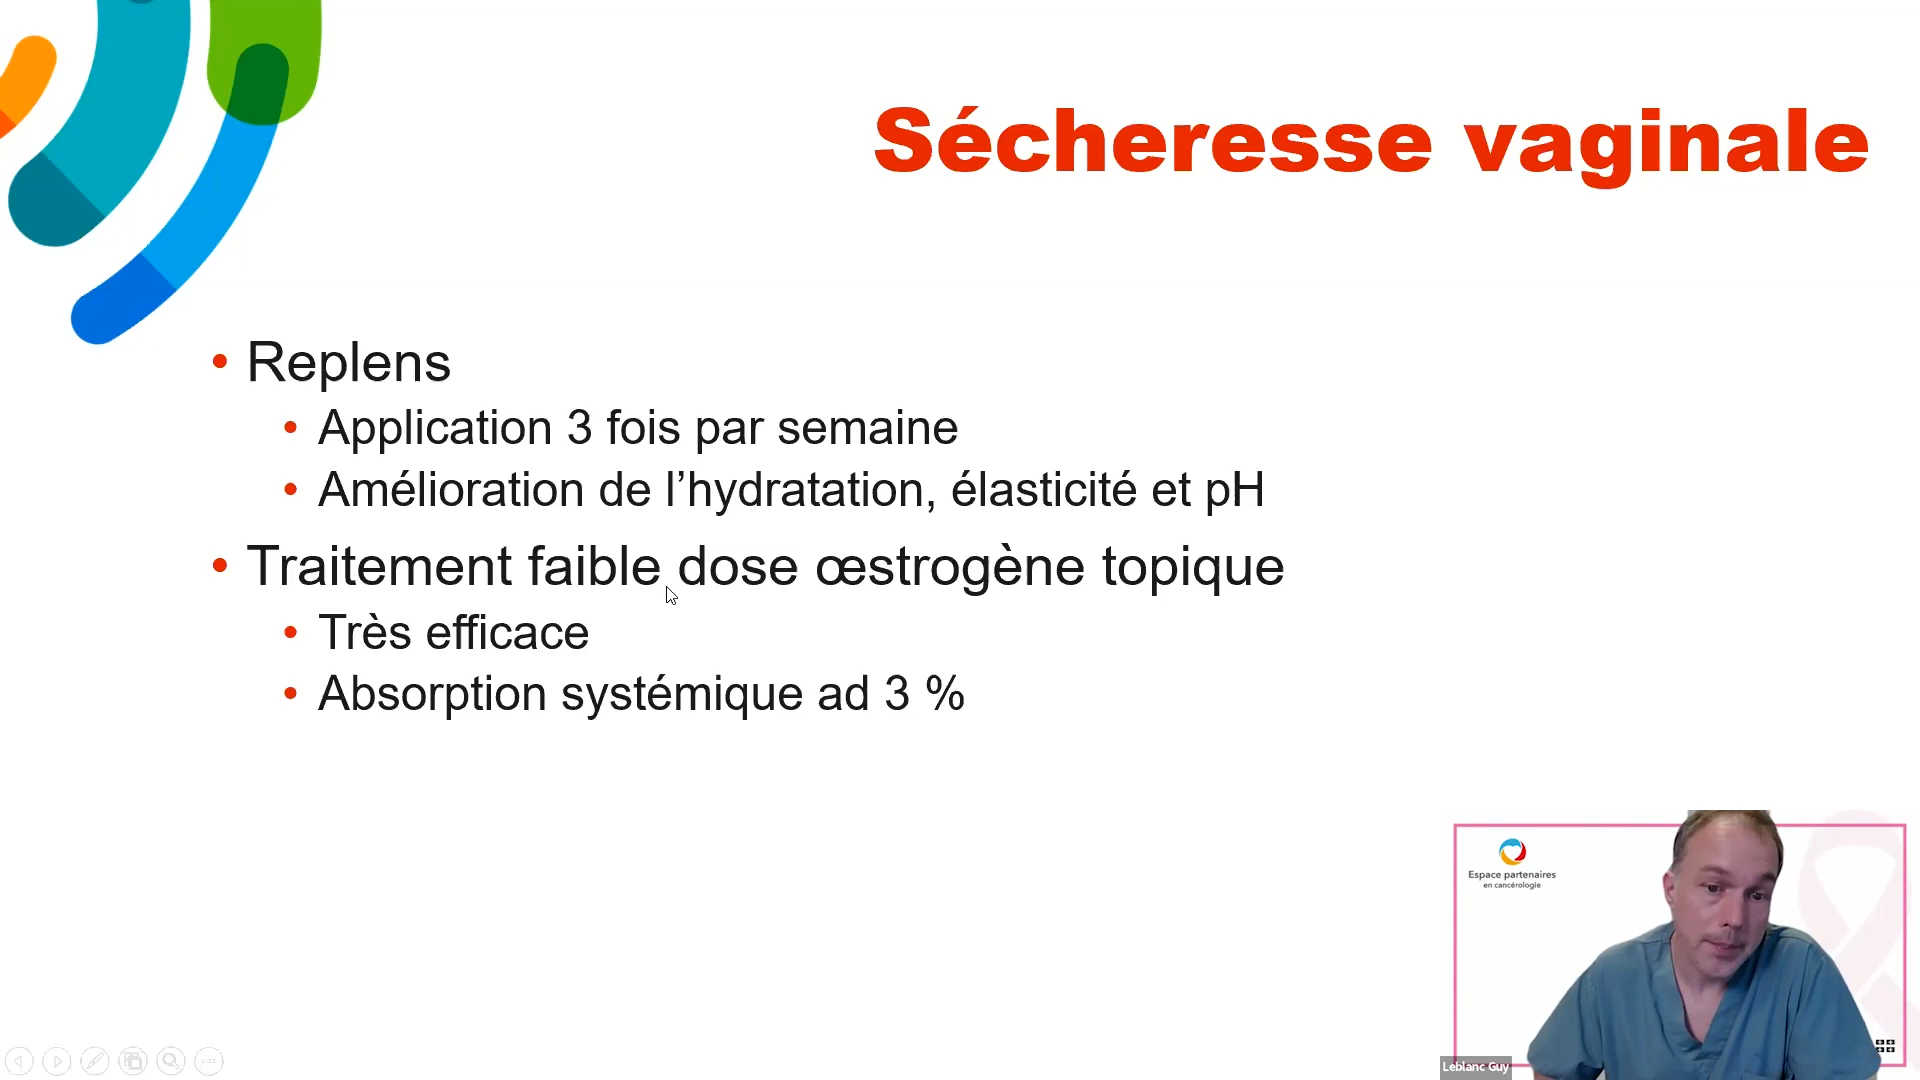 Sécheresse vaginale
• Replens
• Application 3 fois par semaine
• Amélioration de l’hydratation, élasticité et pH
• Traitement faible dose œstrogène topique
• Très efficace
• Absorption systémique ad 3 %
Espace partenaires
en cancérologie
Leblanc Guy